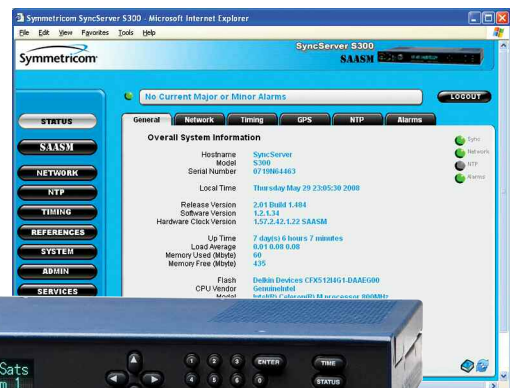 Symmetricom SyncServer S300 - Microsoft Internet Explorer
File Edit View Favorites Tools Help
Symmetricom
SyncServer S300
SAASM
No Current Major or Minor Alarms
LOGOUT
STATUS
SAASM
NETWORK
NTP
TIMING
REFERENCES
SYSTEM
ADMIN
SERVICES
General Network Timing GPS NTP Alarms
Overall System Information
Hostname SyncServer
Model S300
Serial Number 0719N64463
Local Time Thursday May 29 23:05:30 2008
Release Version 2.01 Build 1.484
Software Version 1.2.1.34
Hardware Clock Version 1.57.2.42.1.22 SAASM
Up Time 7 day(s) 6 hours 7 minutes
Load Average 0.01 0.08 0.08
Memory Used (Mbyte) 60
Memory Free (Mbyte) 435
Flash Delkin Devices CFX512I4G1-DAAEG00
CPU Vendor GenuineIntel
Model Intel(R) Celeron(R) M processor 800MHz
Sync
Network
NTP
Alarms
Sats
m 1
1 2 3 ENTER TIME
4 5 6 0 STATUS